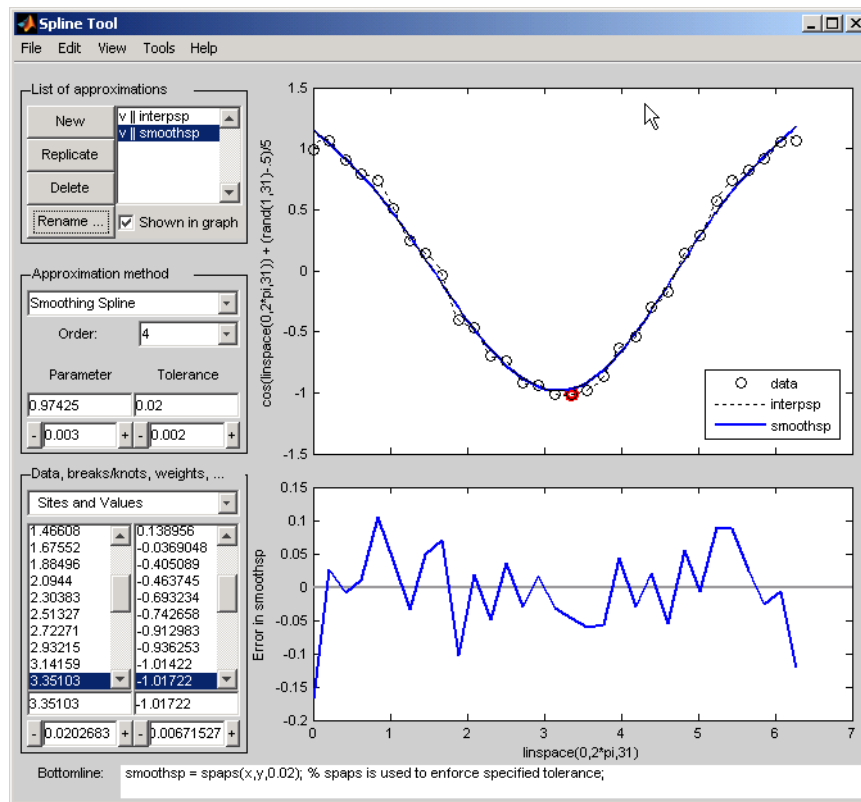 Spline Tool
File Edit View Tools Help
List of approximations
New
Replicate
Delete
Rename ...
v || interpsp
v || smoothsp
Shown in graph
Approximation method
Smoothing Spline
Order: 4
Parameter Tolerance
0.97425 0.02
- 0.003 + - 0.002 +
Data, breaks/knots, weights, ...
Sites and Values
1.46608 0.138956
1.67552 -0.0369048
1.88496 -0.405089
2.0944 -0.463745
2.30383 -0.693234
2.51327 -0.742658
2.72271 -0.912983
2.93215 -0.936253
3.14159 -1.01422
3.35103 -1.01722
3.35103 -1.01722
- 0.0202683 + - 0.00671527 +
cos(linspace(0,2*pi,31)) + (rand(1,31)-.5)/5
1.5
1
0.5
0
-0.5
-1
-1.5
data
interpsp
smoothsp
Error in smoothsp
0.15
0.1
0.05
0
-0.05
-0.1
-0.15
-0.2
0 1 2 3 4 5 6 7
linspace(0,2*pi,31)
Bottomline: smoothsp = spaps(x,y,0.02); % spaps is used to enforce specified tolerance;